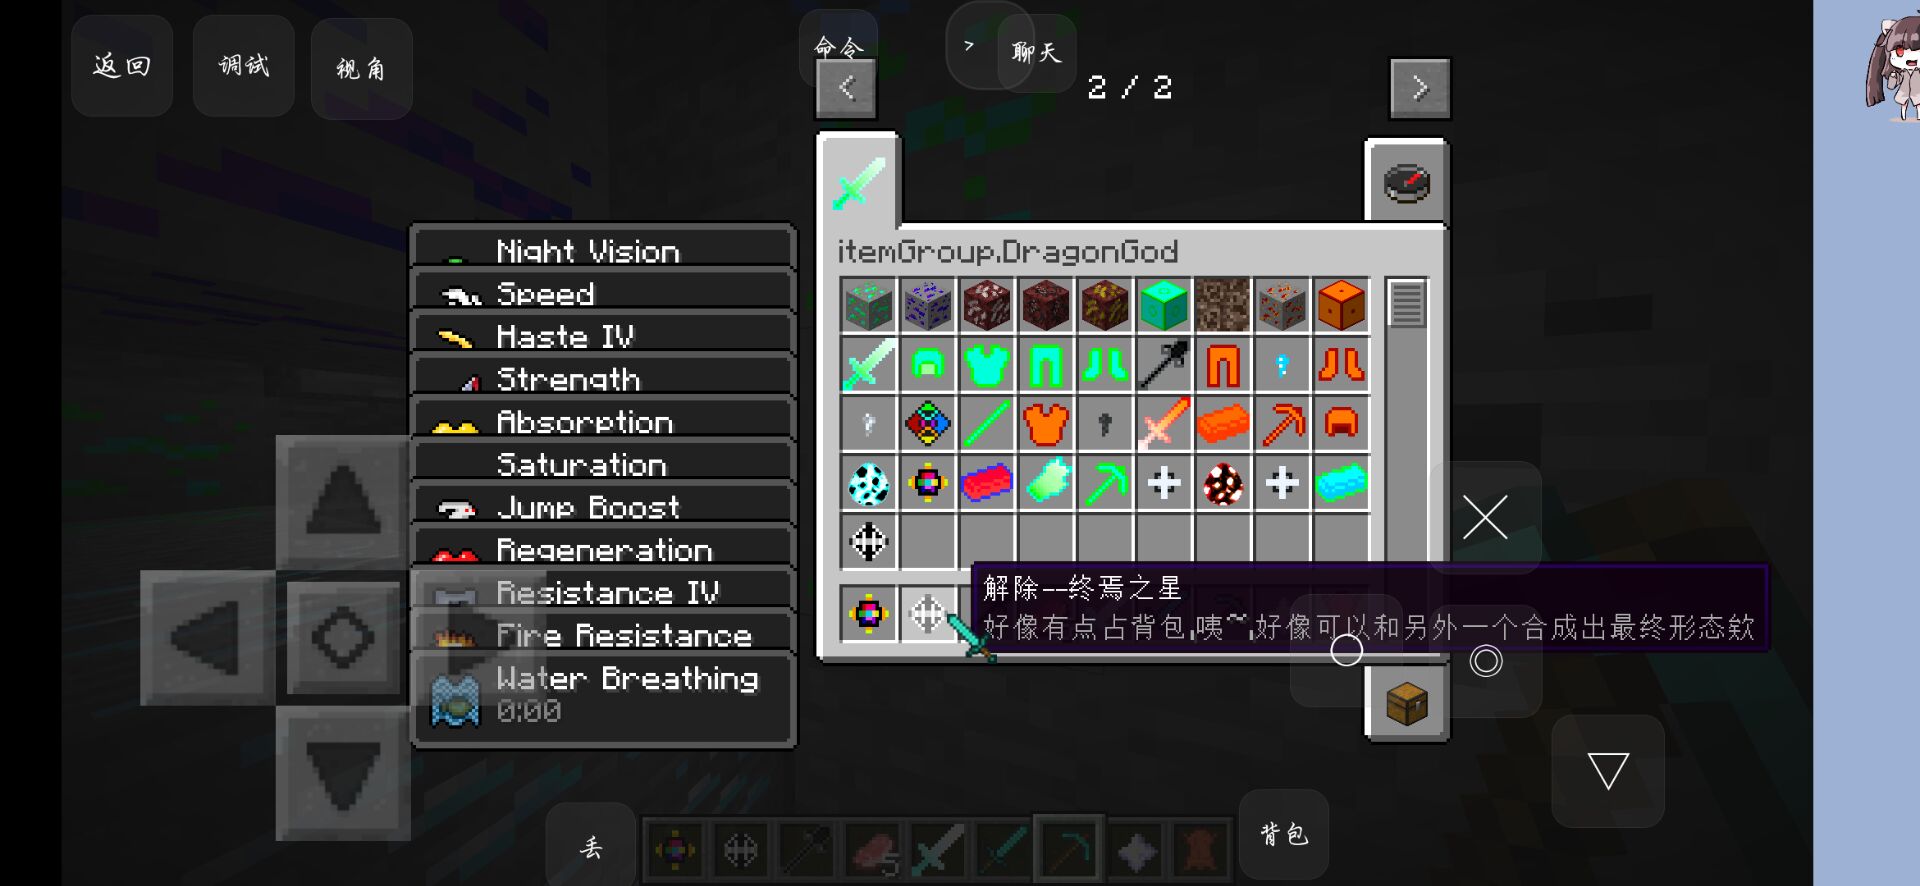 返回
调试
视角
命令
>
聊天
<
2 / 2
>
itemGroup.DragonGod
Night Vision
Speed
Haste IV
Strength
Absorption
Saturation
Jump Boost
Regeneration
Resistance IV
Fire Resistance
Water Breathing
0:00
解除--终焉之星
好像有点占背包,咦~,好像可以和另外一个合成出最终形态欸
丢
背包